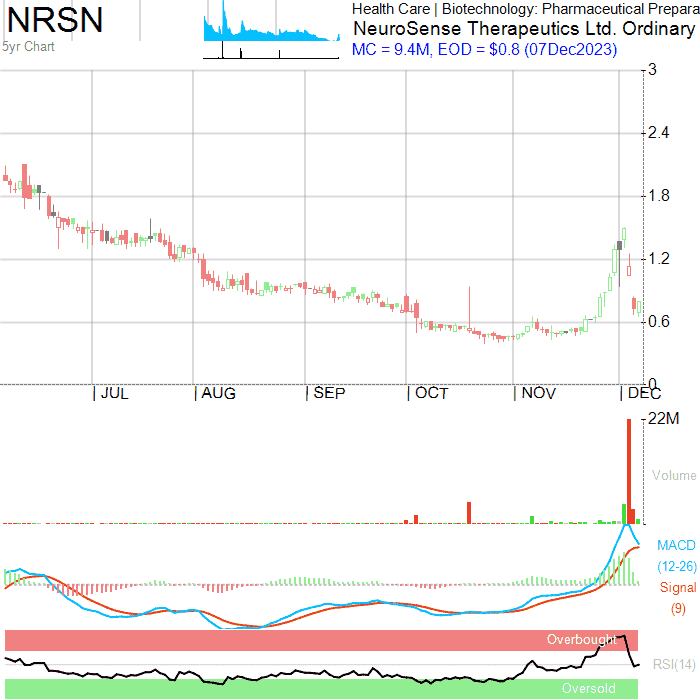 NRSN
5yr Chart
Health Care | Biotechnology: Pharmaceutical Prepara
NeuroSense Therapeutics Ltd. Ordinary
MC = 9.4M, EOD = $0.8 (07Dec2023)
3
2.4
1.8
1.2
0.6
0
| JUL | AUG | SEP | OCT | NOV | DEC
22M
Volume
MACD
(12-26)
Signal
(9)
Overbought
RSI(14)
Oversold